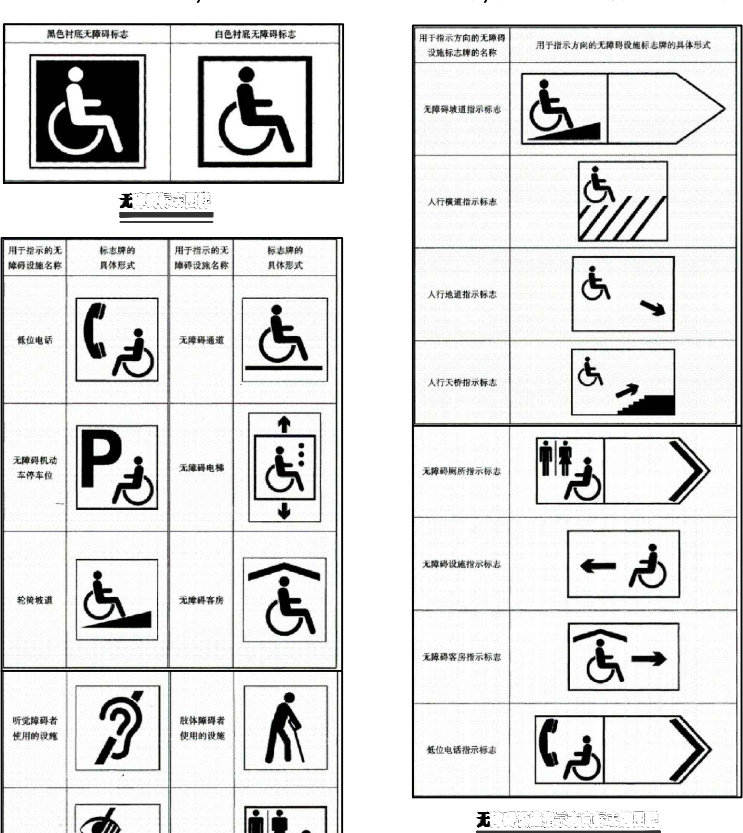 黑色衬底无障碍标志
白色衬底无障碍标志
无
用于指示的无
障碍设施名称
标志牌的
具体形式
用于指示的无
障碍设施名称
标志牌的
具体形式
低位电话
无障碍通道
无障碍机动
车停车位
P
无障碍电梯
轮椅坡道
无障碍客房
听觉障碍者
使用的设施
肢体障碍者
使用的设施
用于指示方向的无障碍
设施标志牌的名称
用于指示方向的无障碍设施标志牌的具体形式
无障碍坡道指示标志
人行横道指示标志
人行地道指示标志
人行天桥指示标志
无障碍厕所指示标志
无障碍设施指示标志
无障碍客房指示标志
低位电话指示标志
无